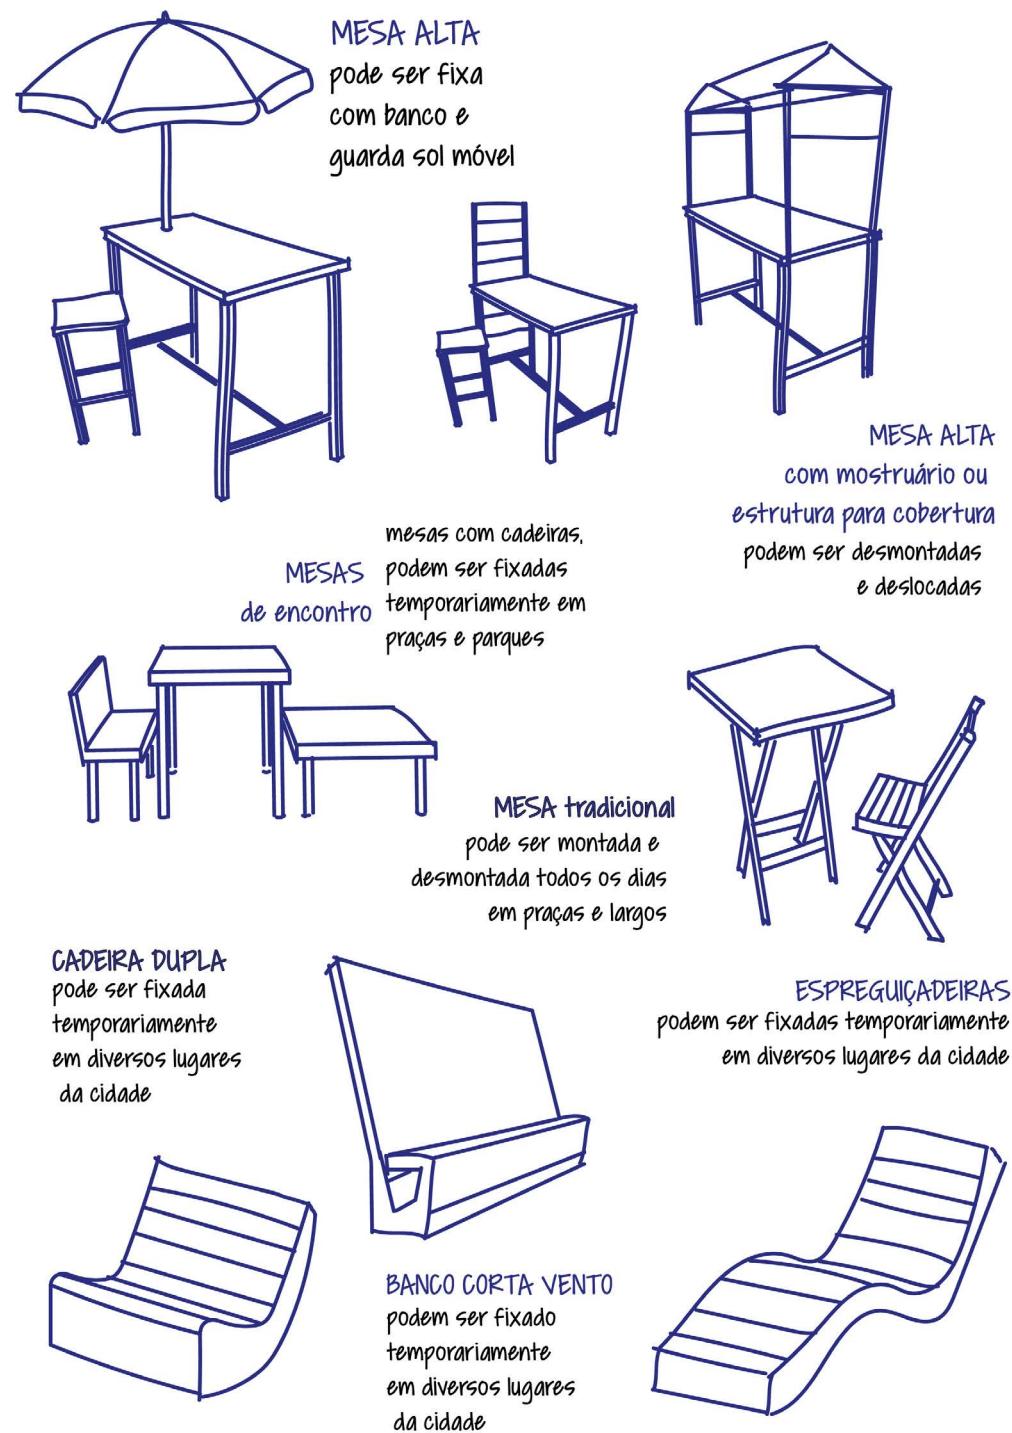 MESA ALTA
pode ser fixa
com banco e
guarda sol móvel
MESA ALTA
com mostruário ou
estrutura para cobertura
podem ser desmontadas
e deslocadas
MESAS
de encontro
mesas com cadeiras,
podem ser fixadas
temporariamente em
praças e parques
MESA tradicional
pode ser montada e
desmontada todos os dias
em praças e largos
CADEIRA DUPLA
pode ser fixada
temporariamente
em diversos lugares
da cidade
ESPREGUIÇADEIRAS
podem ser fixadas temporariamente
em diversos lugares da cidade
BANCO CORTA VENTO
podem ser fixado
temporariamente
em diversos lugares
da cidade